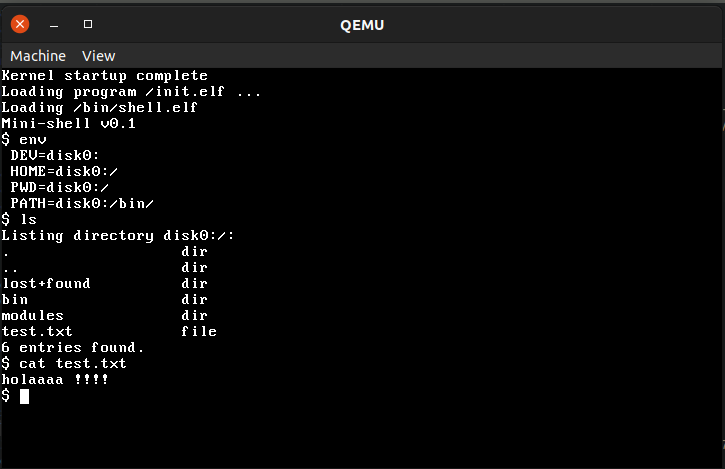 QEMU
Machine View
Kernel startup complete
Loading program /init.elf ...
Loading /bin/shell.elf
Mini-shell v0.1
$ env
DEV=disk0:
HOME=disk0:/
PWD=disk0:/
PATH=disk0:/bin/
$ ls
Listing directory disk0:/:
. dir
.. dir
lost+found dir
bin dir
modules dir
test.txt file
6 entries found.
$ cat test.txt
holaaaa !!!!
$